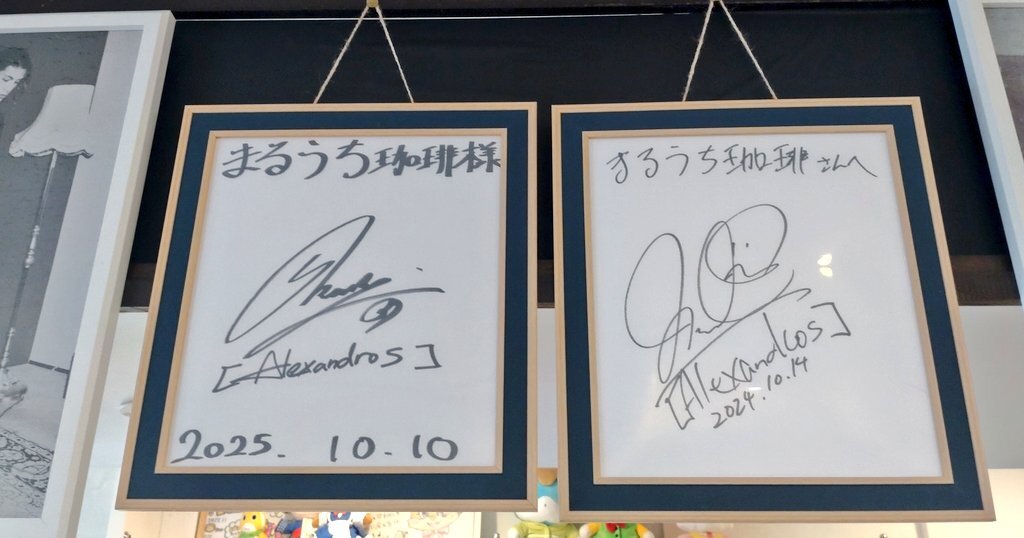 まるうち珈琲様
[Alexandros]
2025. 10.10
まるうち珈琲さんへ
[Alexandros]
2024.10.14